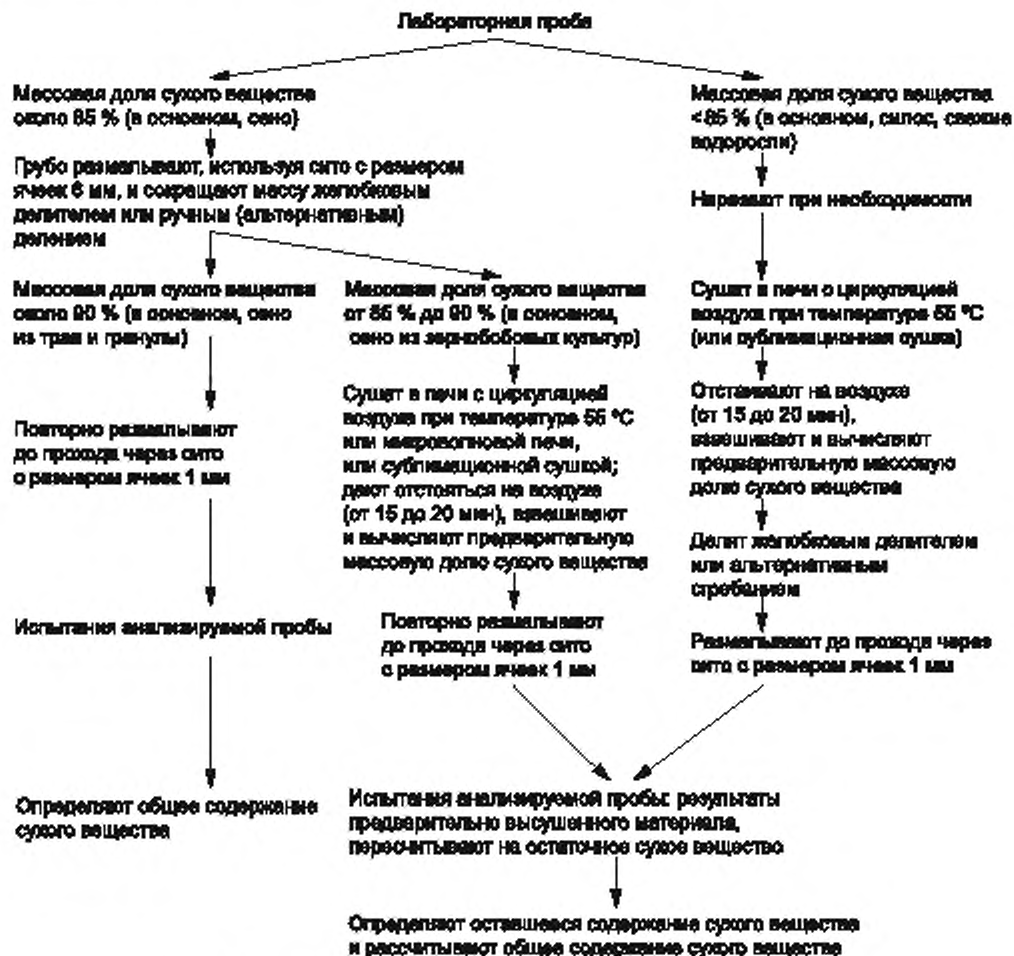 Лабораторная проба
Массовая доля сухого вещества
около 85 % (в основном, сено)
Грубо размалывают, используя сито с размером
ячеек 6 мм, и сокращают массу желобковым
делителем или ручным (альтернативным)
делением
Массовая доля сухого вещества
около 90 % (в основном, сено
из трав и гранулы)
Повторно размалывают
до прохода через сито
с размером ячеек 1 мм
Испытания анализируемой пробы
Определяют общее содержание
сухого вещества
Массовая доля сухого вещества
от 85 % до 90 % (в основном,
сено из зернобобовых культур)
Сушат в печи с циркуляцией
воздуха при температуре 55 °С
или микроволновой печи,
или сублимационной сушкой;
дают отстояться на воздухе
(от 15 до 20 мин), взвешивают
и вычисляют предварительную
массовую долю сухого вещества
Повторно размалывают
до прохода через сито
с размером ячеек 1 мм
Массовая доля сухого вещества
<85 % (в основном, силос, свежие
водоросли)
Нарезают при необходимости
Сушат в печи с циркуляцией
воздуха при температуре 55 °С
(или сублимационная сушка)
Отстаивают на воздухе
(от 15 до 20 мин),
взвешивают и вычисляют
предварительную массовую
долю сухого вещества
Делят желобковым делителем
или альтернативным
сгребанием
Размалывают до прохода через
сито с размером ячеек 1 мм
Испытания анализируемой пробы: результаты
предварительно высушенного материала,
пересчитывают на остаточное сухое вещество
Определяют оставшееся содержание сухого вещества
и рассчитывают общее содержание сухого вещества